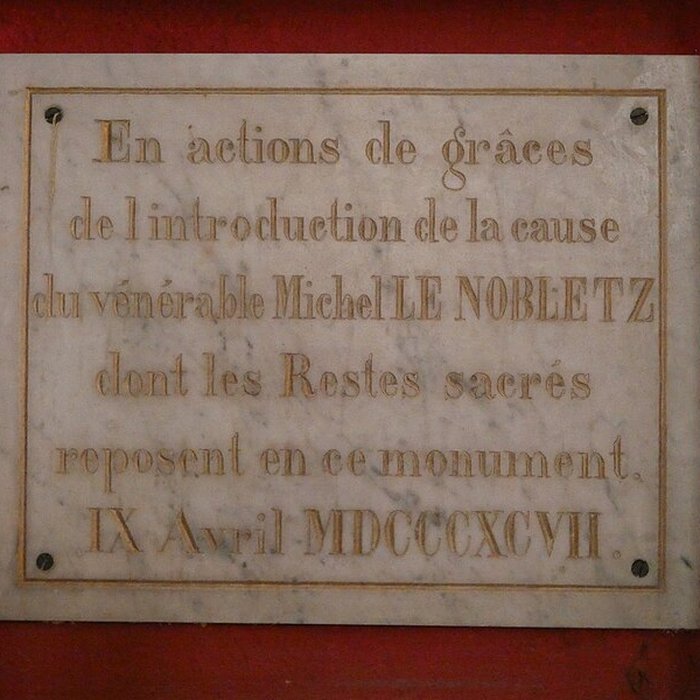 En actions de grâces
de l introduction de la cause
du vénérable Michel LE NOBLETZ
dont les Restes sacrés
reposent en ce monument.
IX Avril MDCCCXCVII.